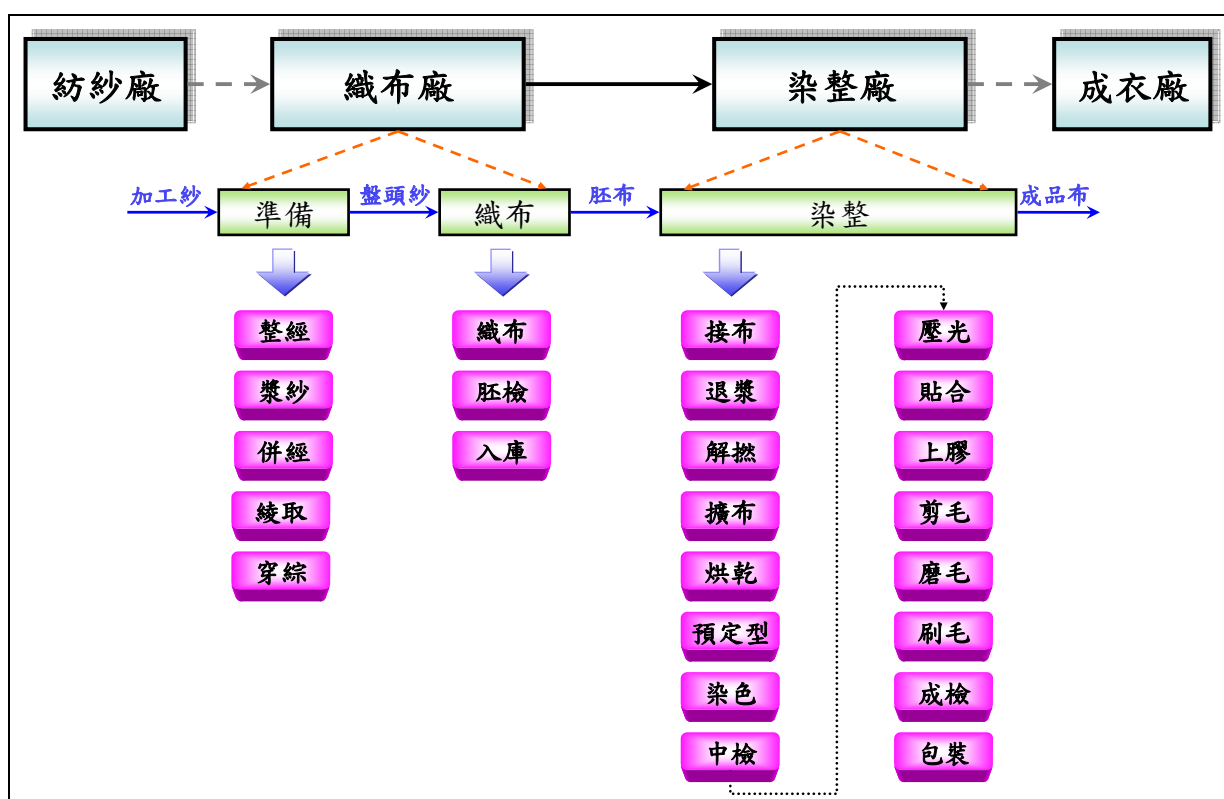 紡紗廠
織布廠
染整廠
成衣廠
加工紗
準備
盤頭紗
織布
胚布
染整
成品布
整經
漿紗
併經
綾取
穿綜
織布
胚檢
入庫
接布
退漿
解撚
擴布
烘乾
預定型
染色
中檢
壓光
貼合
上膠
剪毛
磨毛
刷毛
成檢
包裝